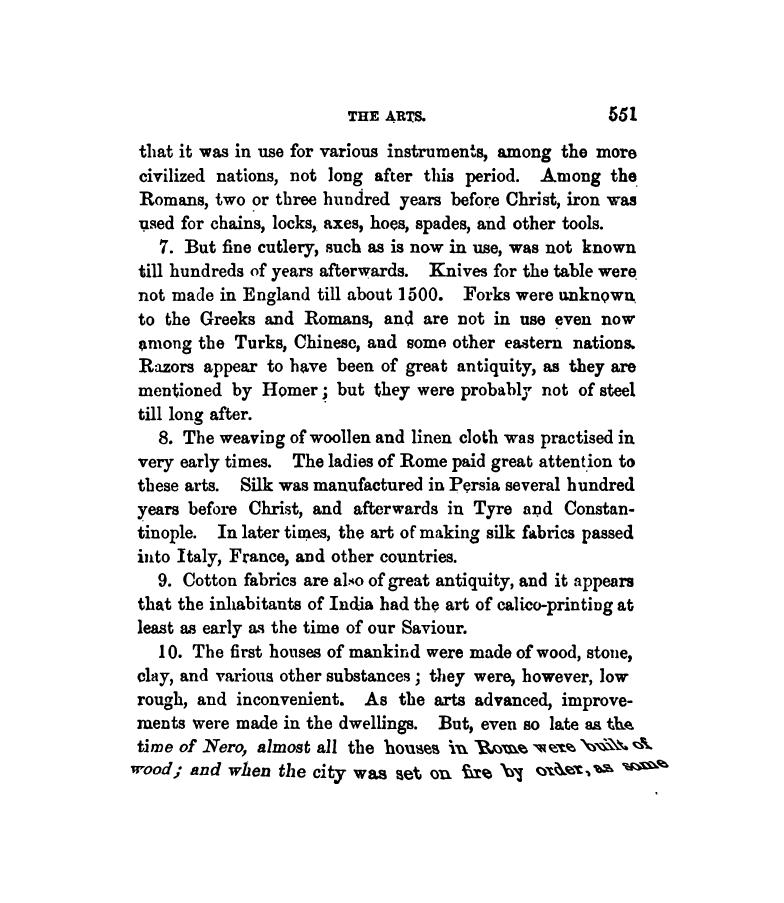 THE ARTS. 551
that it was in use for various instruments, among the more
civilized nations, not long after this period. Among the
Romans, two or three hundred years before Christ, iron was
used for chains, locks, axes, hoes, spades, and other tools.
7. But fine cutlery, such as is now in use, was not known
till hundreds of years afterwards. Knives for the table were
not made in England till about 1500. Forks were unknown
to the Greeks and Romans, and are not in use even now
among the Turks, Chinese, and some other eastern nations.
Razors appear to have been of great antiquity, as they are
mentioned by Homer; but they were probably not of steel
till long after.
8. The weaving of woollen and linen cloth was practised in
very early times. The ladies of Rome paid great attention to
these arts. Silk was manufactured in Persia several hundred
years before Christ, and afterwards in Tyre and Constan-
tinople. In later times, the art of making silk fabrics passed
into Italy, France, and other countries.
9. Cotton fabrics are also of great antiquity, and it appears
that the inhabitants of India had the art of calico-printing at
least as early as the time of our Saviour.
10. The first houses of mankind were made of wood, stone,
clay, and various other substances; they were, however, low
rough, and inconvenient. As the arts advanced, improve-
ments were made in the dwellings. But, even so late as the
time of Nero, almost all the houses in Rome were built of
wood; and when the city was set on fire by order, as some